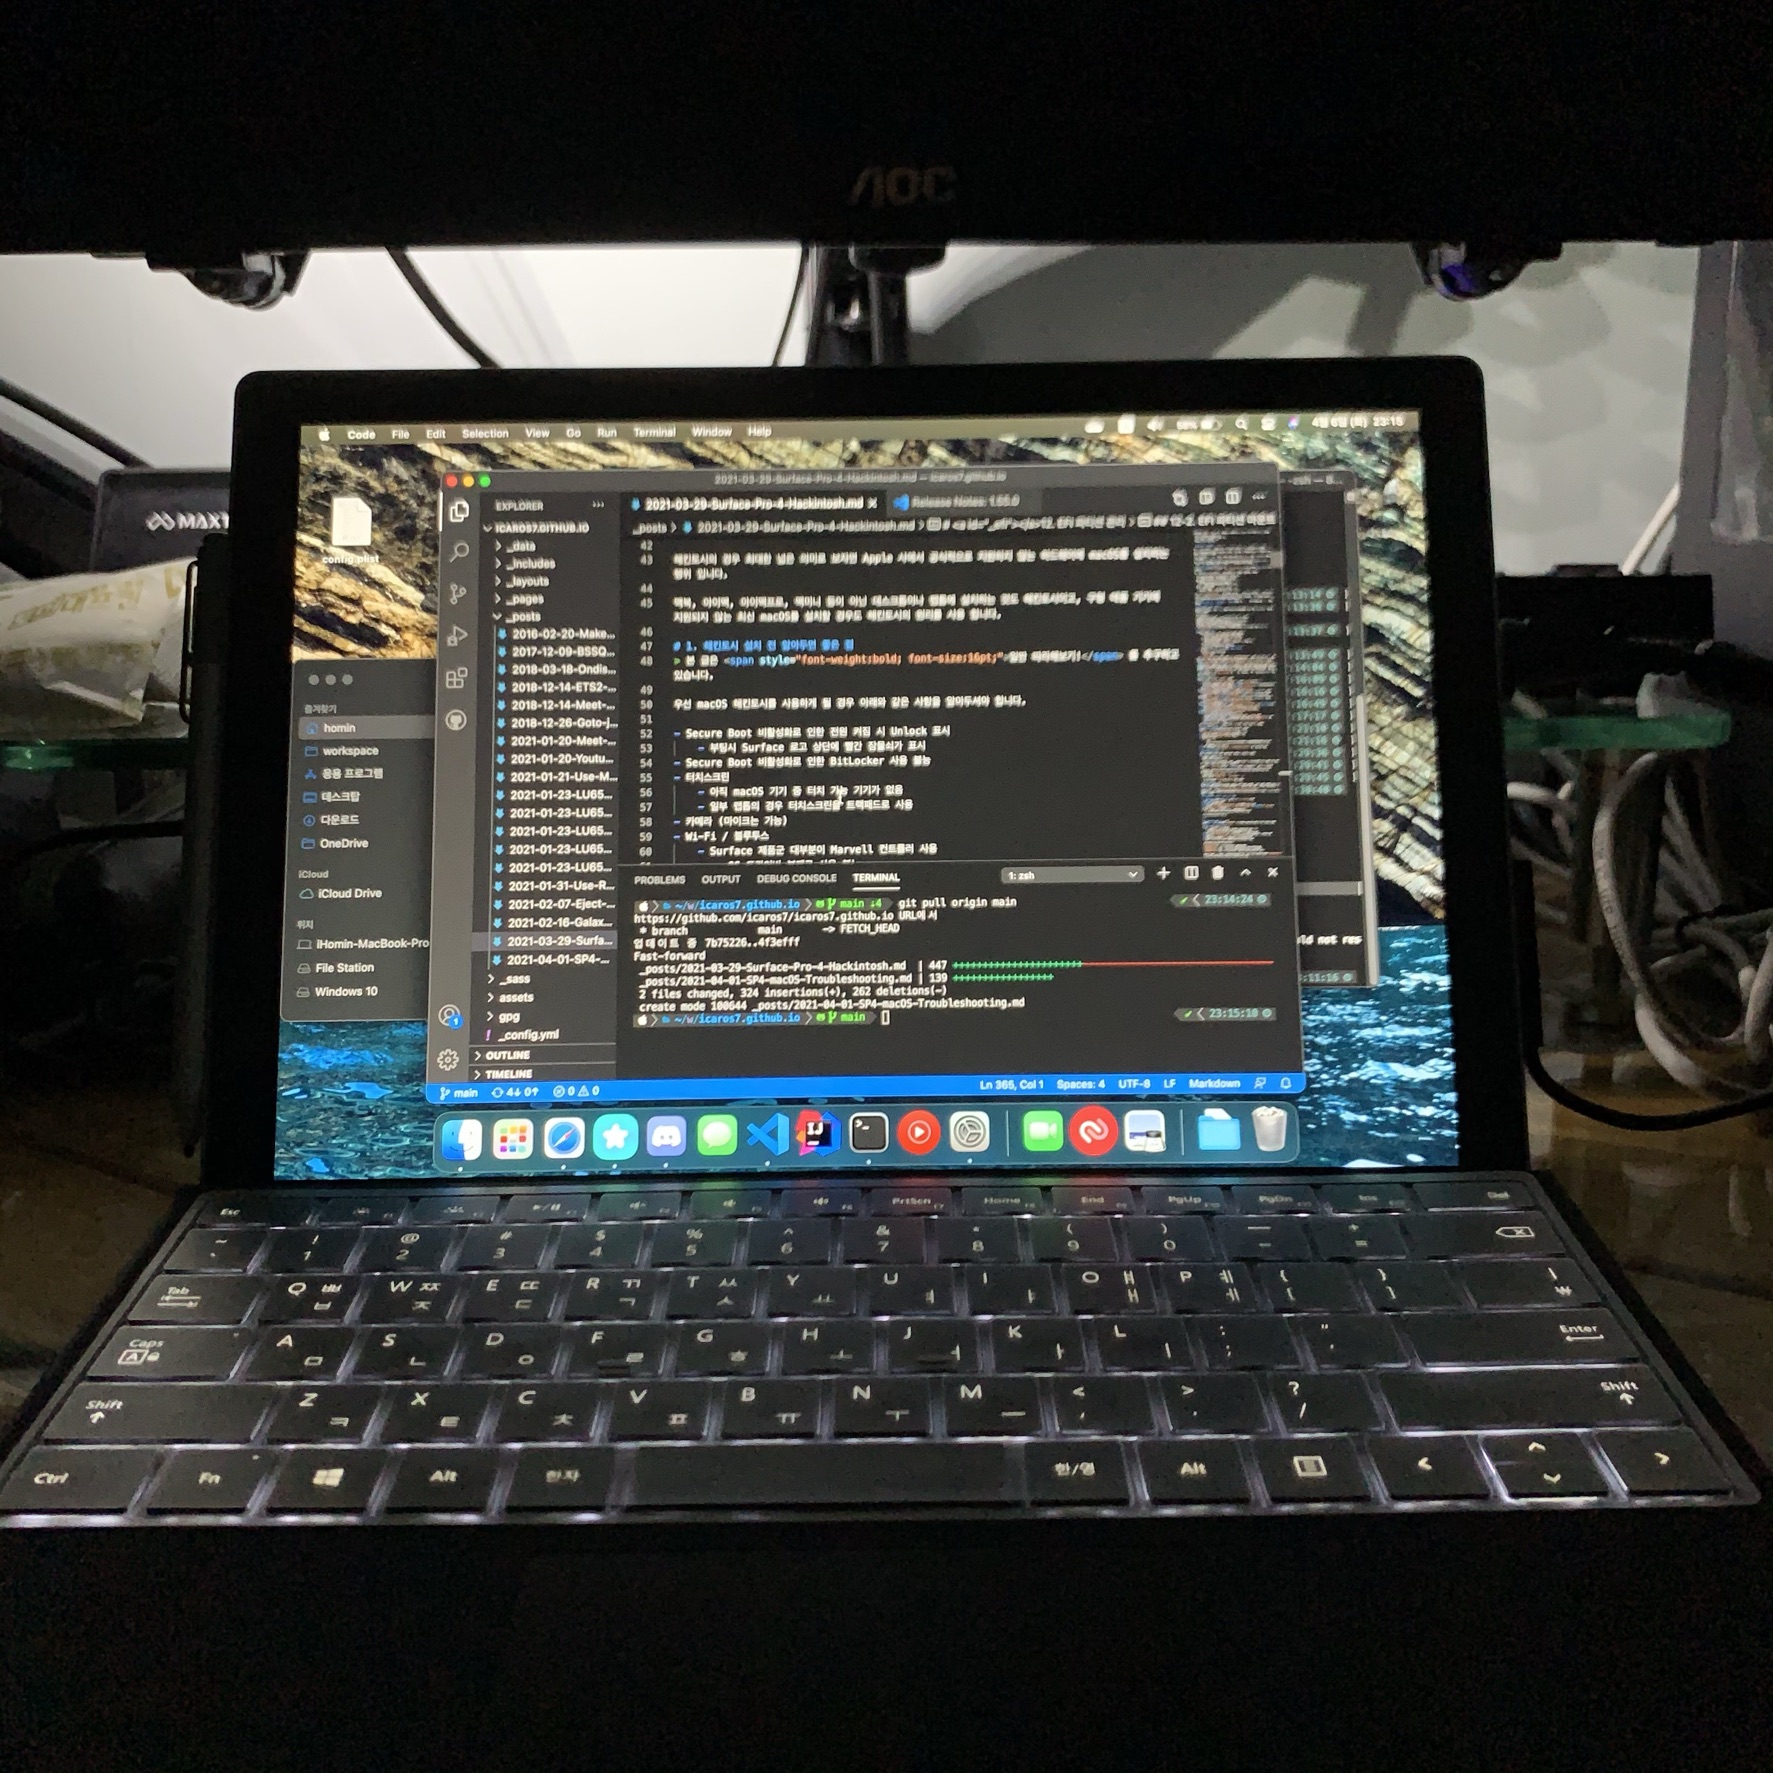 AOC
Code File Edit Selection View Go Run Terminal Window Help
4월 6일 (화) 23:15
MAXT
config.plist
2021-03-29-Surface-Pro-4-Hackintosh.md — icaros7.github.io
EXPLORER ···
2021-03-29-Surface-Pro-4-Hackintosh.md
Release Notes: 1.55.0
ICAROS7.GITHUB.IO
_posts > 2021-03-29-Surface-Pro-4-Hackintosh.md
_data
_includes
_layouts
_pages
_posts
2016-02-20-Make...
2017-12-09-BSSQ...
2018-03-18-Ondis...
2018-12-14-ETS2-...
2018-12-14-Meet-...
2018-12-26-Goto-j...
2021-01-20-Meet-...
2021-01-20-Youtu...
2021-01-21-Use-M...
2021-01-23-LU65...
2021-01-23-LU65...
2021-01-23-LU65...
2021-01-23-LU65...
2021-01-23-LU65...
2021-01-31-Use-R...
2021-02-07-Eject-...
2021-02-16-Galax...
2021-03-29-Surfa...
2021-04-01-SP4-...
_sass
assets
gpg
! _config.yml
OUTLINE
TIMELINE
42
43 해킨토시의 경우 최대한 넓은 의미로 보자면 Apple 사에서 공식적으로 지원하지 않는 하드웨어에 macOS를 설치하는
행위 입니다.
44
45 맥북, 아이맥, 아이맥프로, 맥미니 등이 아닌 데스크톱이나 랩톱에 설치하는 것도 해킨토시이고, 구형 애플 기기에
지원되지 않는 최신 macOS를 설치할 경우도 해킨토시의 원리를 사용 합니다.
46
47 # 1. 해킨토시 설치 전 알아두면 좋은 점
48 > 본 글은 <span style="font-weight:bold; font-size:16pt;">일반 따라해보기!</span> 를 추구하고
있습니다.
49
50 우선 macOS 해킨토시를 사용하게 될 경우 아래와 같은 사항을 알아두셔야 합니다.
51
52 - Secure Boot 비활성화로 인한 전원 켜짐 시 Unlock 표시
53 - 부팅시 Surface 로고 상단에 빨간 자물쇠가 표시
54 - Secure Boot 비활성화로 인한 BitLocker 사용 불능
55 - 터치스크린
56 - 아직 macOS 기기 중 터치 가능 기기가 없음
57 - 일부 랩톱의 경우 터치스크린을 트랙패드로 사용
58 - 카메라 (마이크는 가능)
59 - Wi-Fi / 블루투스
60 - Surface 제품군 대부분이 Marvell 컨트롤러 사용
즐겨찾기
homin
workspace
응용 프로그램
데스크탑
다운로드
OneDrive
iCloud
iCloud Drive
위치
iHomin-MacBook-Pro
File Station
Windows 10
PROBLEMS OUTPUT DEBUG CONSOLE TERMINAL 1: zsh
~/w/icaros7.github.io main ↓4 git pull origin main 23:14:24
https://github.com/icaros7/icaros7.github.io URL에서
* branch main -> FETCH_HEAD
업데이트 중 7b75226..4f3efff
Fast-forward
_posts/2021-03-29-Surface-Pro-4-Hackintosh.md | 447
_posts/2021-04-01-SP4-macOS-Troubleshooting.md | 139
2 files changed, 324 insertions(+), 262 deletions(-)
create mode 100644 _posts/2021-04-01-SP4-macOS-Troubleshooting.md
~/w/icaros7.github.io main 23:15:18
main 4↓ 0↑ 0 0 Ln 365, Col 1 Spaces: 4 UTF-8 LF Markdown
Esc PrtScn Home End PgUp PgDn Ins Del
~ ! @ # $ % ^ & * ( ) — +
1 2 3 4 5 6 7 8 9 0 - =
Tab Q ㅃ ㅂ W ㅉ ㅈ E ㄸ ㄷ R ㄲ ㄱ T ㅆ ㅅ Y ㅛ U ㅕ I ㅑ O ㅒ ㅐ P ㅖ ㅔ { [ } ] \ ₩
Caps A ㅁ S ㄴ D ㅇ F ㄹ G ㅎ H ㅗ J ㅓ K ㅏ L ㅣ : ; " ' Enter
Shift Z ㅋ X ㅌ C ㅊ V ㅍ B ㅠ N ㅜ M ㅡ < , > . ? / Shift
Ctrl Fn Alt 한자 한/영 Alt